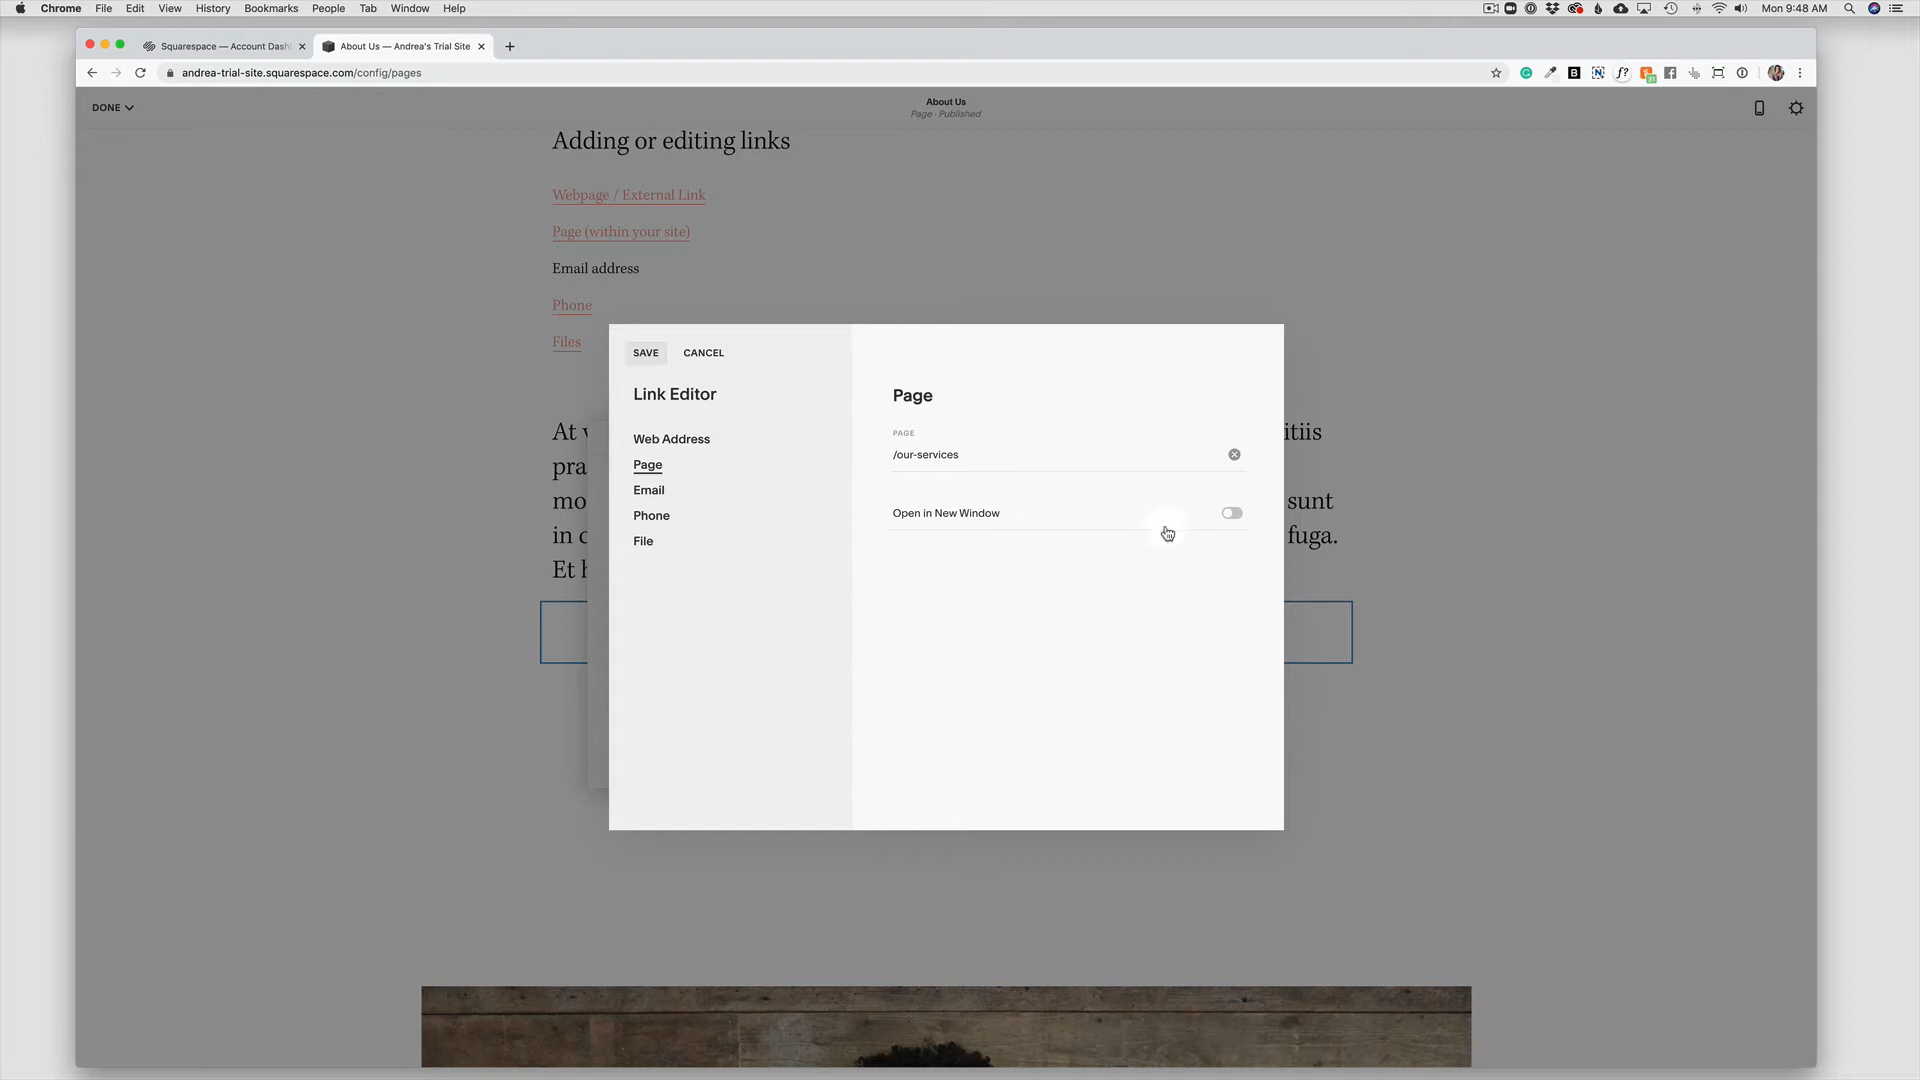 Chrome File Edit View History Bookmarks People Tab Window Help
Mon 9:48 AM
Squarespace — Account Dash
About Us — Andrea's Trial Site
andrea-trial-site.squarespace.com/config/pages
DONE
About Us
Page · Published
Adding or editing links
Webpage / External Link
Page (within your site)
Email address
Phone
Files
SAVE CANCEL
Link Editor
Web Address
Page
Email
Phone
File
Page
PAGE
/our-services
Open in New Window
At
itiis
pra
mo
sunt
in
fuga.
Et